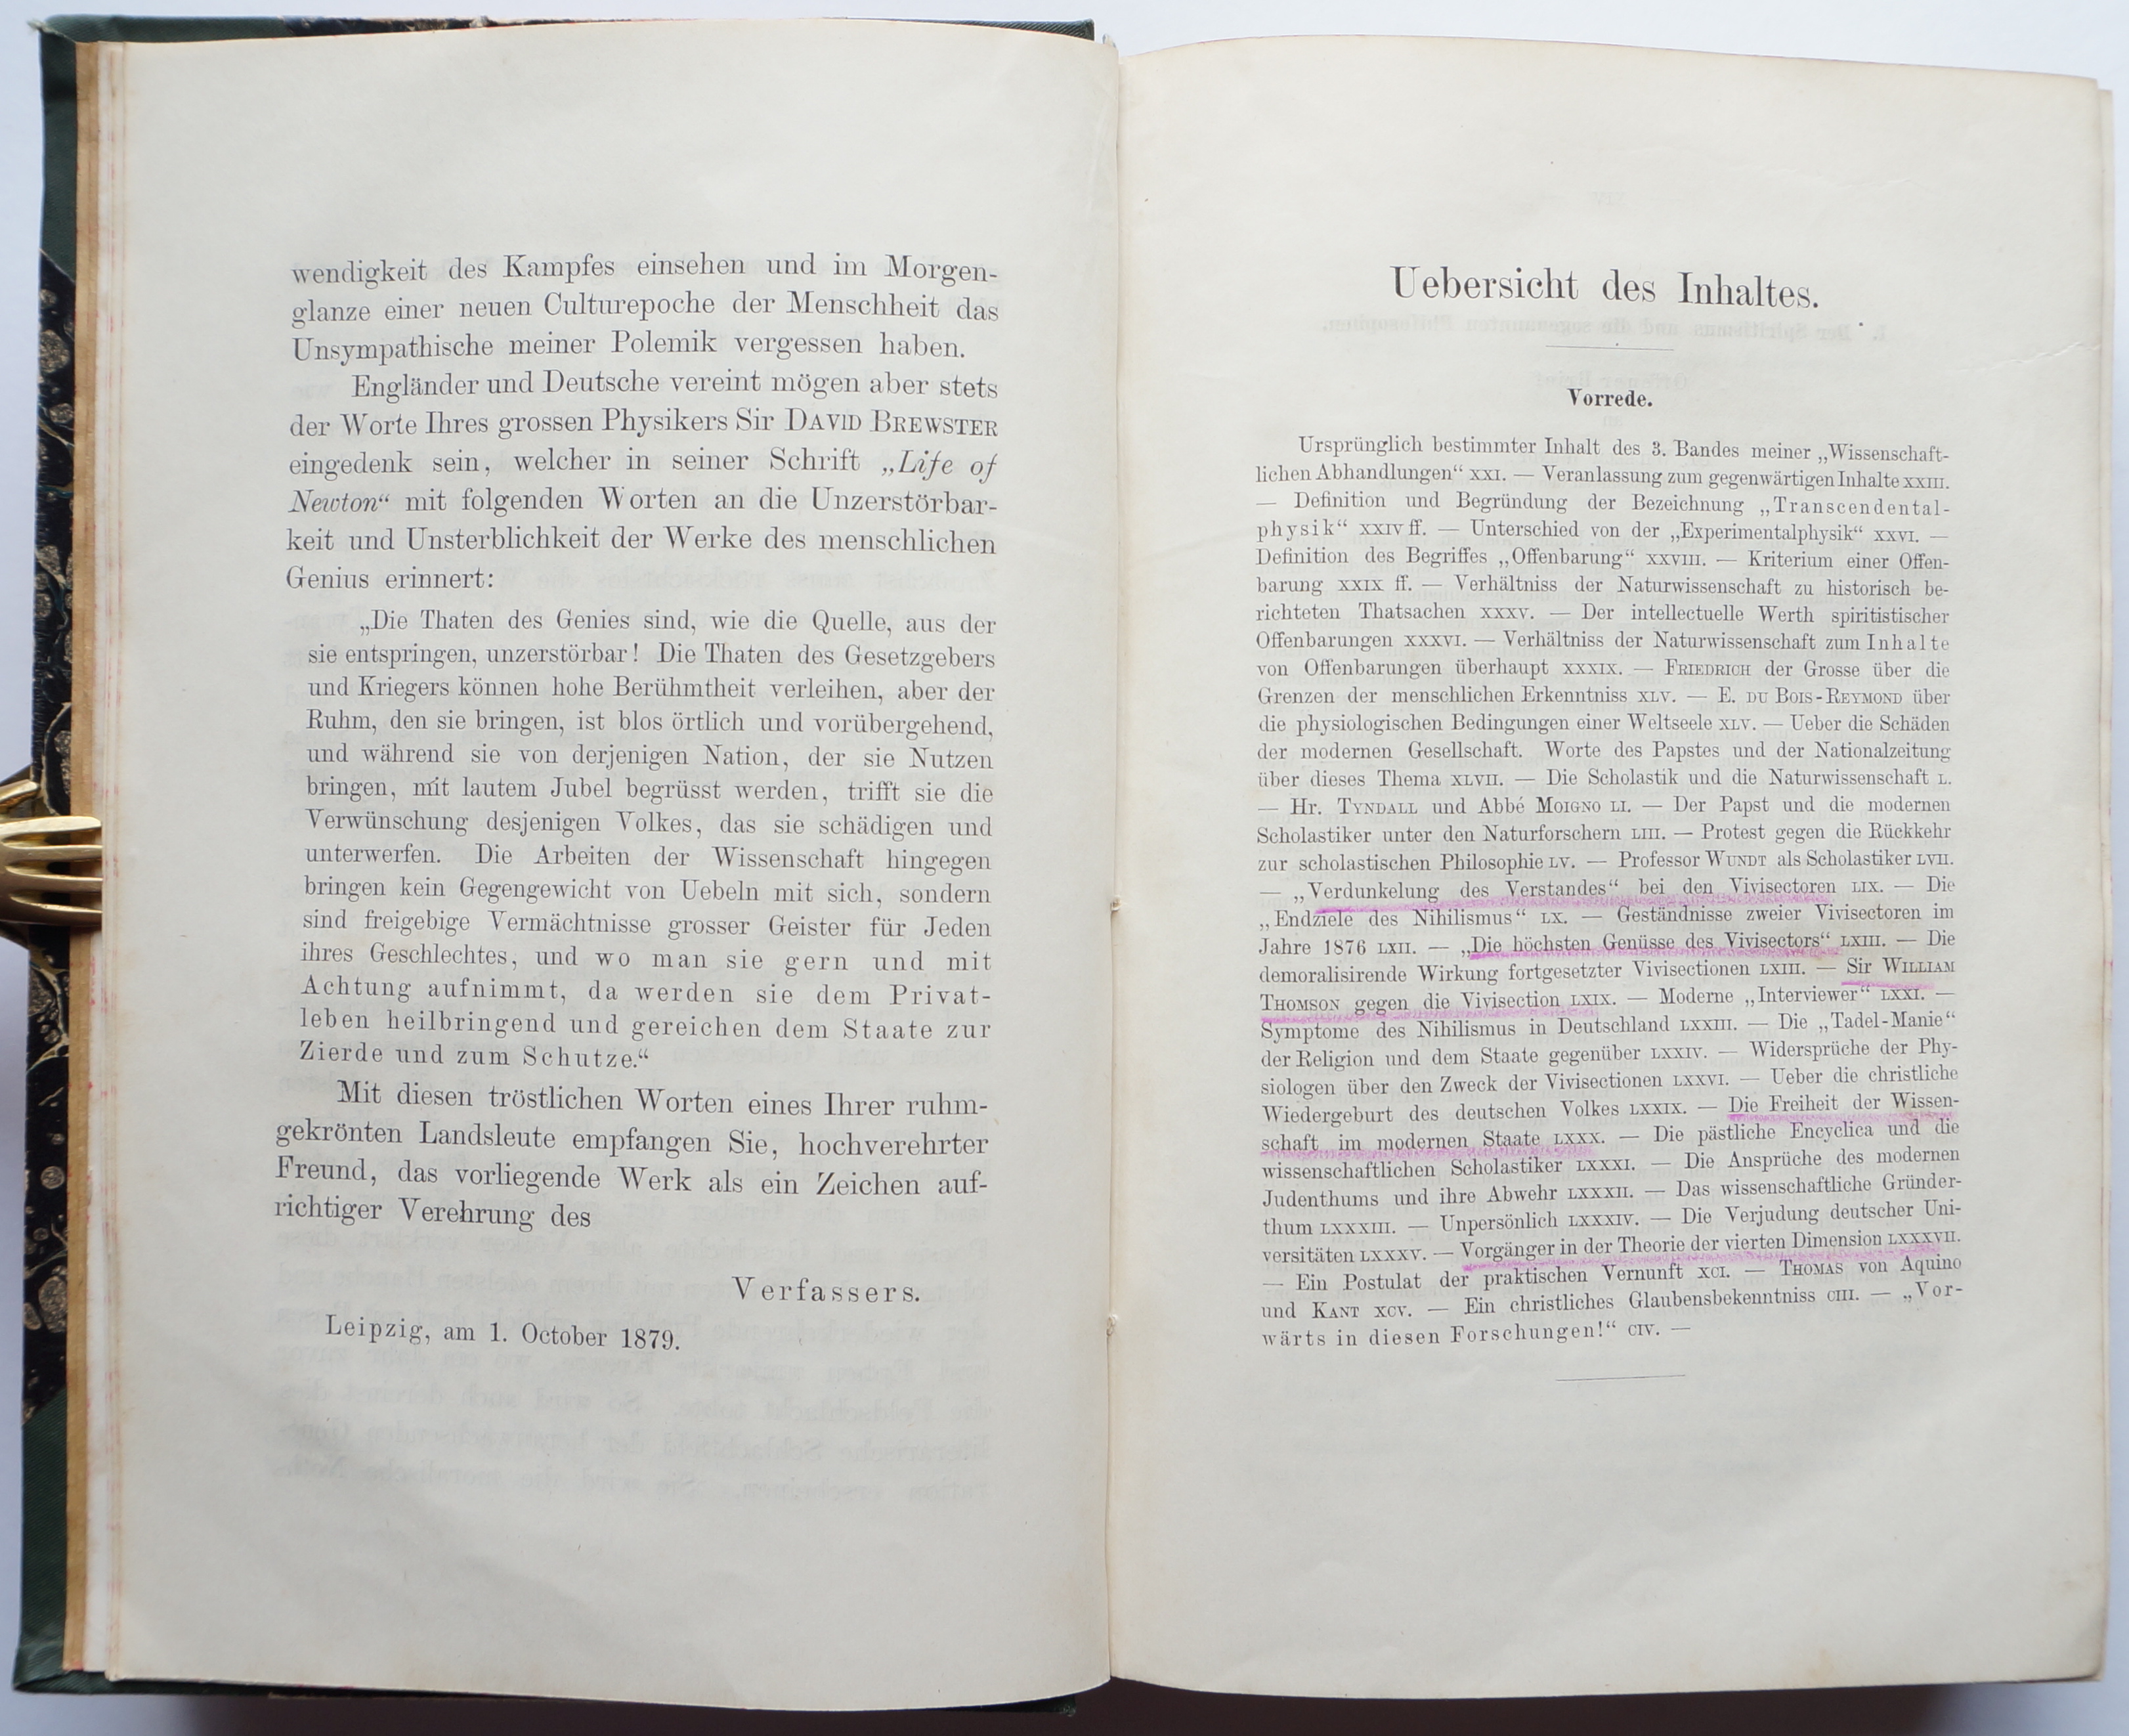 wendigkeit des Kampfes einsehen und im Morgen-
glanze einer neuen Culturepoche der Menschheit das
Unsympathische meiner Polemik vergessen haben.
Engländer und Deutsche vereint mögen aber stets
der Worte Ihres grossen Physikers Sir DAVID BREWSTER
eingedenk sein, welcher in seiner Schrift „Life of
Newton“ mit folgenden Worten an die Unzerstörbar-
keit und Unsterblichkeit der Werke des menschlichen
Genius erinnert:
„Die Thaten des Genies sind, wie die Quelle, aus der
sie entspringen, unzerstörbar! Die Thaten des Gesetzgebers
und Kriegers können hohe Berühmtheit verleihen, aber der
Ruhm, den sie bringen, ist blos örtlich und vorübergehend,
und während sie von derjenigen Nation, der sie Nutzen
bringen, mit lautem Jubel begrüsst werden, trifft sie die
Verwünschung desjenigen Volkes, das sie schädigen und
unterwerfen. Die Arbeiten der Wissenschaft hingegen
bringen kein Gegengewicht von Uebeln mit sich, sondern
sind freigebige Vermächtnisse grosser Geister für Jeden
ihres Geschlechtes, und wo man sie gern und mit
Achtung aufnimmt, da werden sie dem Privat-
leben heilbringend und gereichen dem Staate zur
Zierde und zum Schutze.“
Mit diesen tröstlichen Worten eines Ihrer ruhm-
gekrönten Landsleute empfangen Sie, hochverehrter
Freund, das vorliegende Werk als ein Zeichen auf-
richtiger Verehrung des
Verfassers.
Leipzig, am 1. October 1879.
Uebersicht des Inhaltes.
Vorrede.
Ursprünglich bestimmter Inhalt des 3. Bandes meiner „Wissenschaft-
lichen Abhandlungen“ XXI. — Veranlassung zum gegenwärtigen Inhalte XXIII.
— Definition und Begründung der Bezeichnung „Transcendental-
physik“ XXIV ff. — Unterschied von der „Experimentalphysik“ XXVI. —
Definition des Begriffes „Offenbarung“ XXVIII. — Kriterium einer Offen-
barung XXIX ff. — Verhältniss der Naturwissenschaft zu historisch be-
richteten Thatsachen XXXV. — Der intellectuelle Werth spiritistischer
Offenbarungen XXXVI. — Verhältniss der Naturwissenschaft zum Inhalte
von Offenbarungen überhaupt XXXIX. — FRIEDRICH der Grosse über die
Grenzen der menschlichen Erkenntniss XLV. — E. DU BOIS-REYMOND über
die physiologischen Bedingungen einer Weltseele XLV. — Ueber die Schäden
der modernen Gesellschaft. Worte des Papstes und der Nationalzeitung
über dieses Thema XLVII. — Die Scholastik und die Naturwissenschaft L.
— Hr. TYNDALL und Abbé MOIGNO LI. — Der Papst und die modernen
Scholastiker unter den Naturforschern LIII. — Protest gegen die Rückkehr
zur scholastischen Philosophie LV. — Professor WUNDT als Scholastiker LVII.
— „Verdunkelung des Verstandes“ bei den Vivisectoren LIX. — Die
„Endziele des Nihilismus“ LX. — Geständnisse zweier Vivisectoren im
Jahre 1876 LXII. — „Die höchsten Genüsse des Vivisectors“ LXIII. — Die
demoralisirende Wirkung fortgesetzter Vivisectionen LXIII. — Sir WILLIAM
THOMSON gegen die Vivisection LXIX. — Moderne „Interviewer“ LXXI. —
Symptome des Nihilismus in Deutschland LXXIII. — Die „Tadel-Manie“
der Religion und dem Staate gegenüber LXXIV. — Widersprüche der Phy-
siologen über den Zweck der Vivisectionen LXXVI. — Ueber die christliche
Wiedergeburt des deutschen Volkes LXXIX. — Die Freiheit der Wissen-
schaft im modernen Staate LXXX. — Die pästliche Encyclica und die
wissenschaftlichen Scholastiker LXXXI. — Die Ansprüche des modernen
Judenthums und ihre Abwehr LXXXII. — Das wissenschaftliche Gründer-
thum LXXXIII. — Unpersönlich LXXXIV. — Die Verjudung deutscher Uni-
versitäten LXXXV. — Vorgänger in der Theorie der vierten Dimension LXXXVII.
— Ein Postulat der praktischen Vernunft XCI. — THOMAS von Aquino
und KANT XCV. — Ein christliches Glaubensbekenntniss CIII. — „Vor-
wärts in diesen Forschungen!“ CIV. —